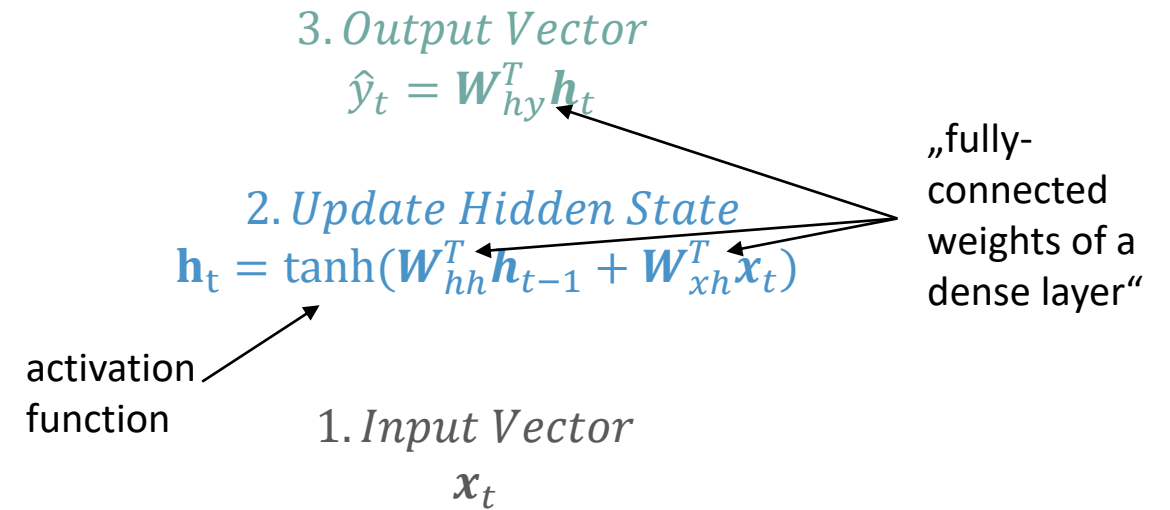 3. Output Vector
ŷ_t = W_hy^T h_t
„fully-
connected
weights of a
dense layer“
2. Update Hidden State
h_t = tanh(W_hh^T h_{t−1} + W_xh^T x_t)
activation
function
1. Input Vector
x_t